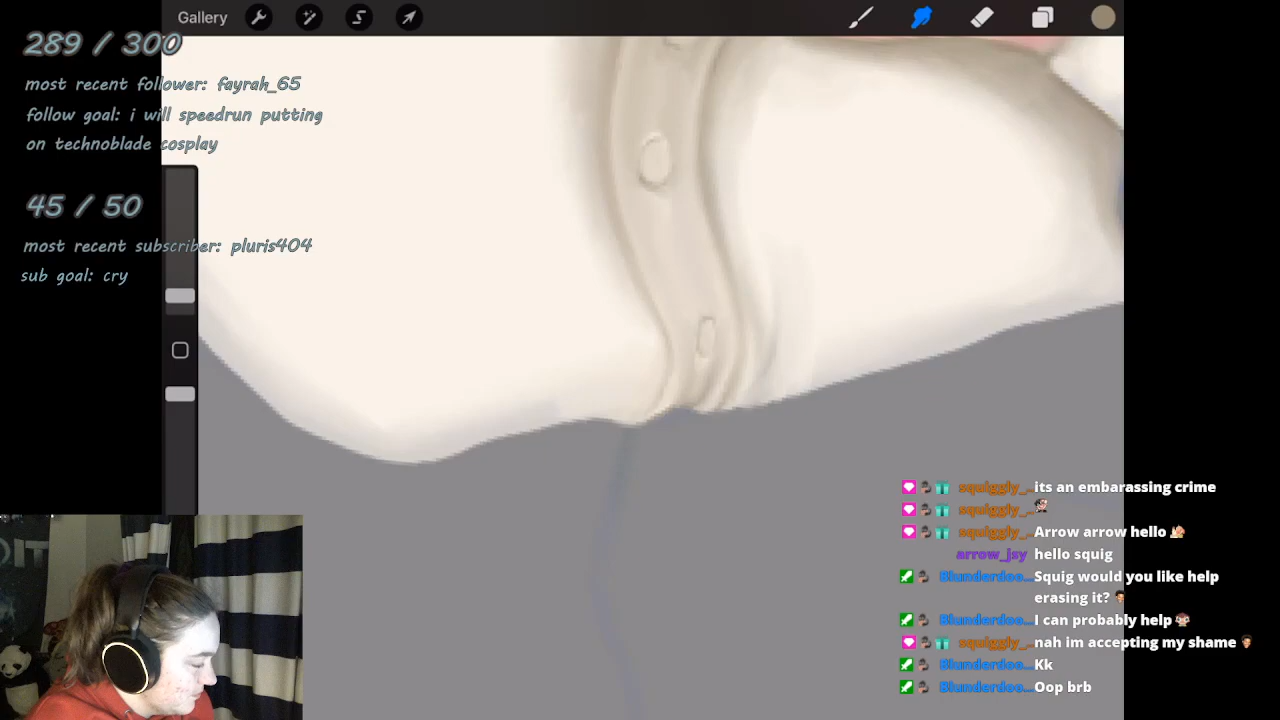 Gallery
289 / 300
most recent follower: fayrah_65
follow goal: i will speedrun putting
on technoblade cosplay
45 / 50
most recent subscriber: pluris404
sub goal: cry
squiggly_..its an embarassing crime
squiggly_..
squiggly_..Arrow arrow hello
arrow_jsy hello squig
Blunderdoo...Squig would you like help
erasing it?
Blunderdoo...I can probably help
squiggly_..nah im accepting my shame
Blunderdoo...Kk
Blunderdoo...Oop brb